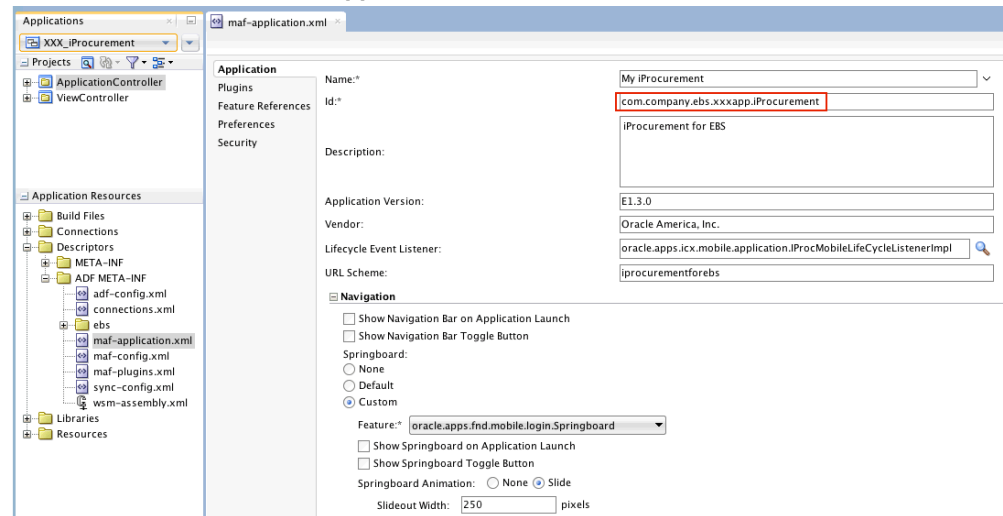 Applications
XXX_iProcurement
Projects
ApplicationController
ViewController
Application Resources
Build Files
Connections
Descriptors
META-INF
ADF META-INF
adf-config.xml
connections.xml
ebs
maf-application.xml
maf-config.xml
maf-plugins.xml
sync-config.xml
wsm-assembly.xml
Libraries
Resources
maf-application.xml
Application
Plugins
Feature References
Preferences
Security
Name:* My iProcurement
Id:* com.company.ebs.xxxapp.iProcurement
Description: iProcurement for EBS
Application Version: E1.3.0
Vendor: Oracle America, Inc.
Lifecycle Event Listener: oracle.apps.icx.mobile.application.IProcMobileLifeCycleListenerImpl
URL Scheme: iprocurementforebs
Navigation
Show Navigation Bar on Application Launch
Show Navigation Bar Toggle Button
Springboard:
None
Default
Custom
Feature:* oracle.apps.fnd.mobile.login.Springboard
Show Springboard on Application Launch
Show Springboard Toggle Button
Springboard Animation: None Slide
Slideout Width: 250 pixels